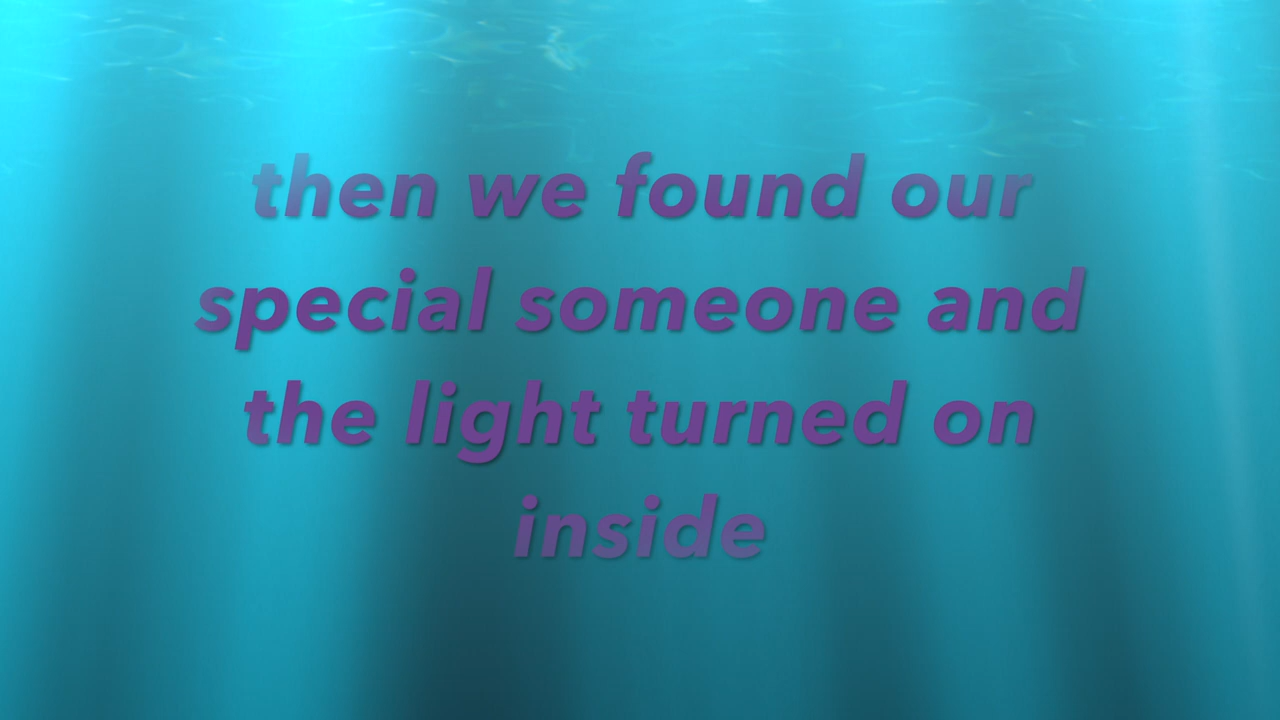 then we found our
special someone and
the light turned on
inside